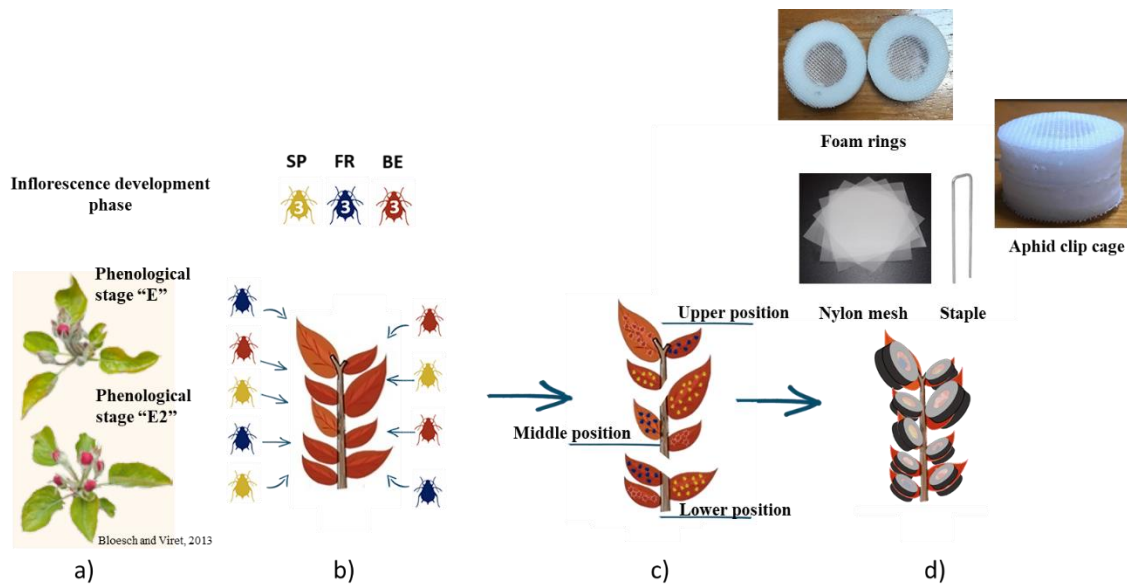 Foam rings
SP FR BE
3 3 3
Inflorescence development
phase
Aphid clip cage
Phenological
stage “E”
Nylon mesh Staple
Upper position
Phenological
stage “E2”
Middle position
Lower position
Bloesch and Viret, 2013
a) b) c) d)